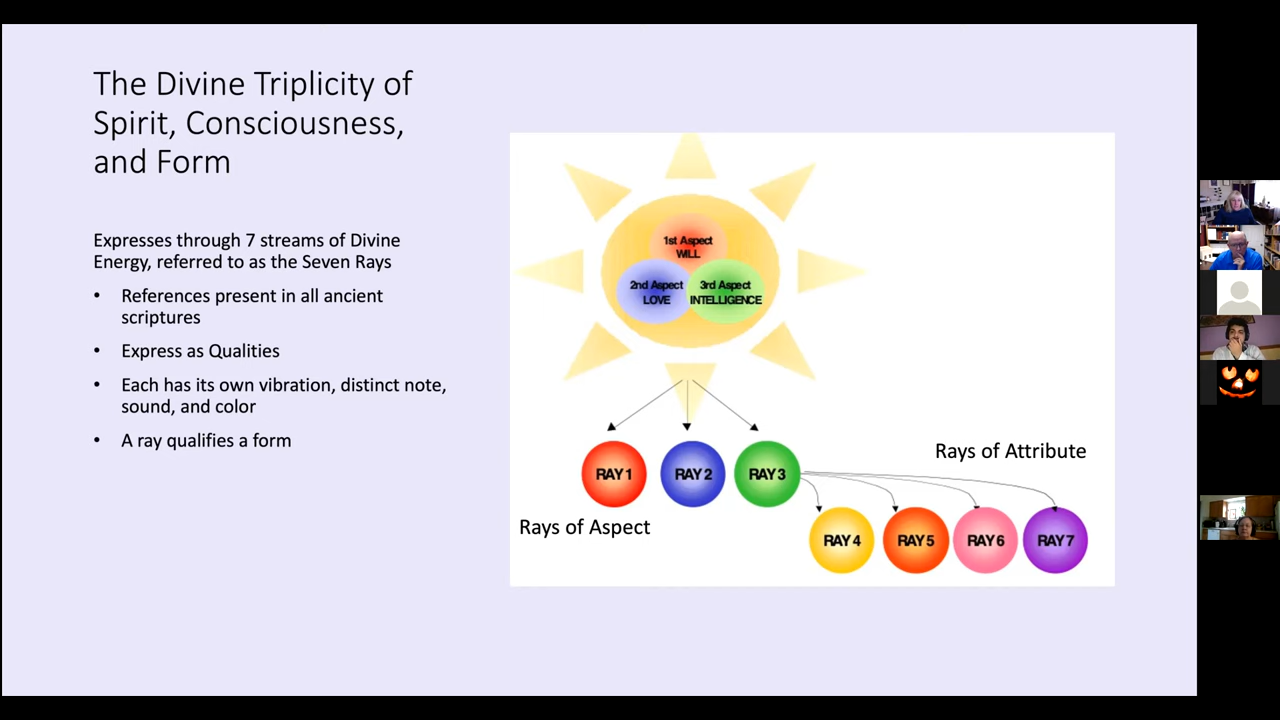 The Divine Triplicity of
Spirit, Consciousness,
and Form
Expresses through 7 streams of Divine
Energy, referred to as the Seven Rays
• References present in all ancient
scriptures
• Express as Qualities
• Each has its own vibration, distinct note,
sound, and color
• A ray qualifies a form
1st Aspect
WILL
2nd Aspect
LOVE
3rd Aspect
INTELLIGENCE
RAY 1
RAY 2
RAY 3
Rays of Aspect
Rays of Attribute
RAY 4
RAY 5
RAY 6
RAY 7